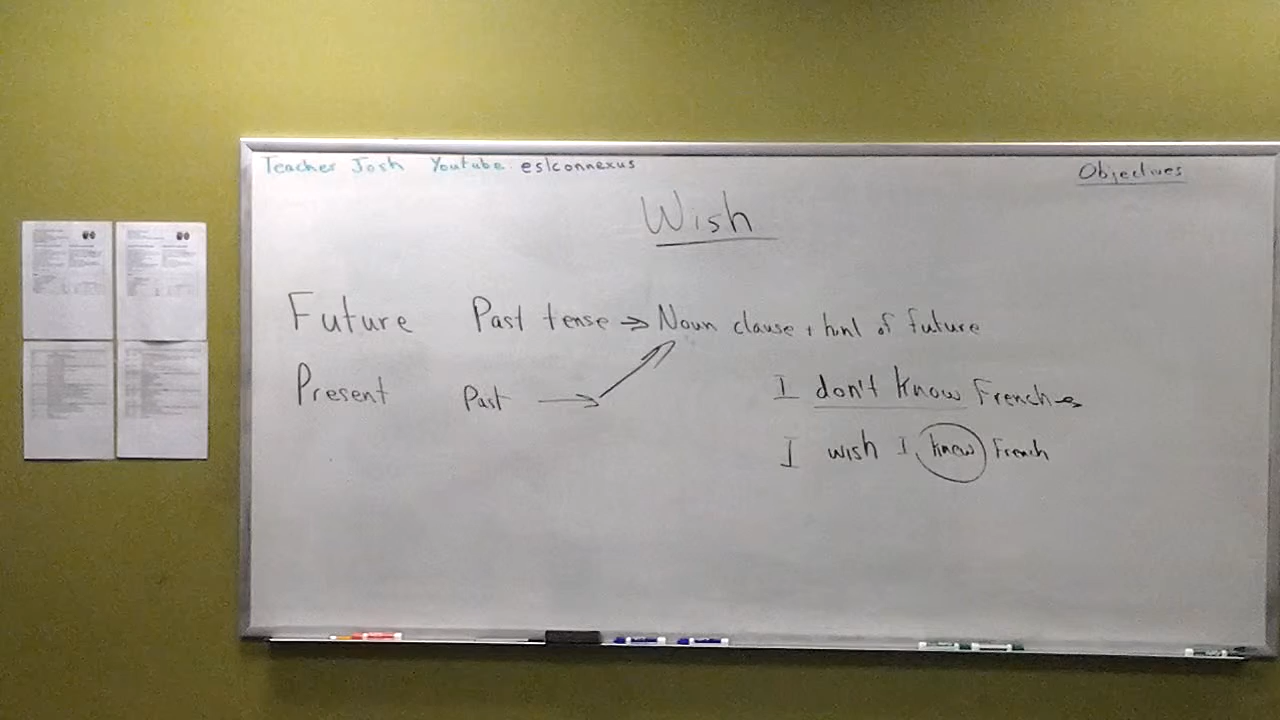 Teacher Josh Youtube eslconnexus
Objectives
Wish
Future Past tense → Noun clause + hint of future
Present Past →
I don't know French
I wish I knew French